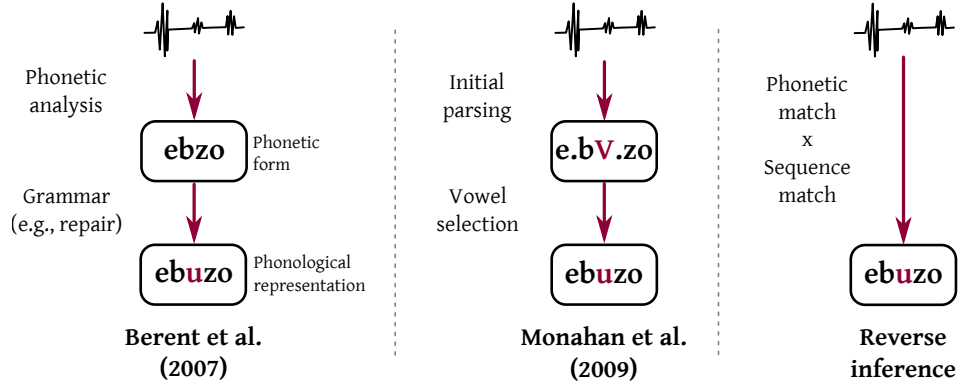 Phonetic
analysis
ebzo
Phonetic
form
Grammar
(e.g., repair)
ebuzo
Phonological
representation
Berent et al.
(2007)
Initial
parsing
e.bV.zo
Vowel
selection
ebuzo
Monahan et al.
(2009)
Phonetic
match
x
Sequence
match
ebuzo
Reverse
inference